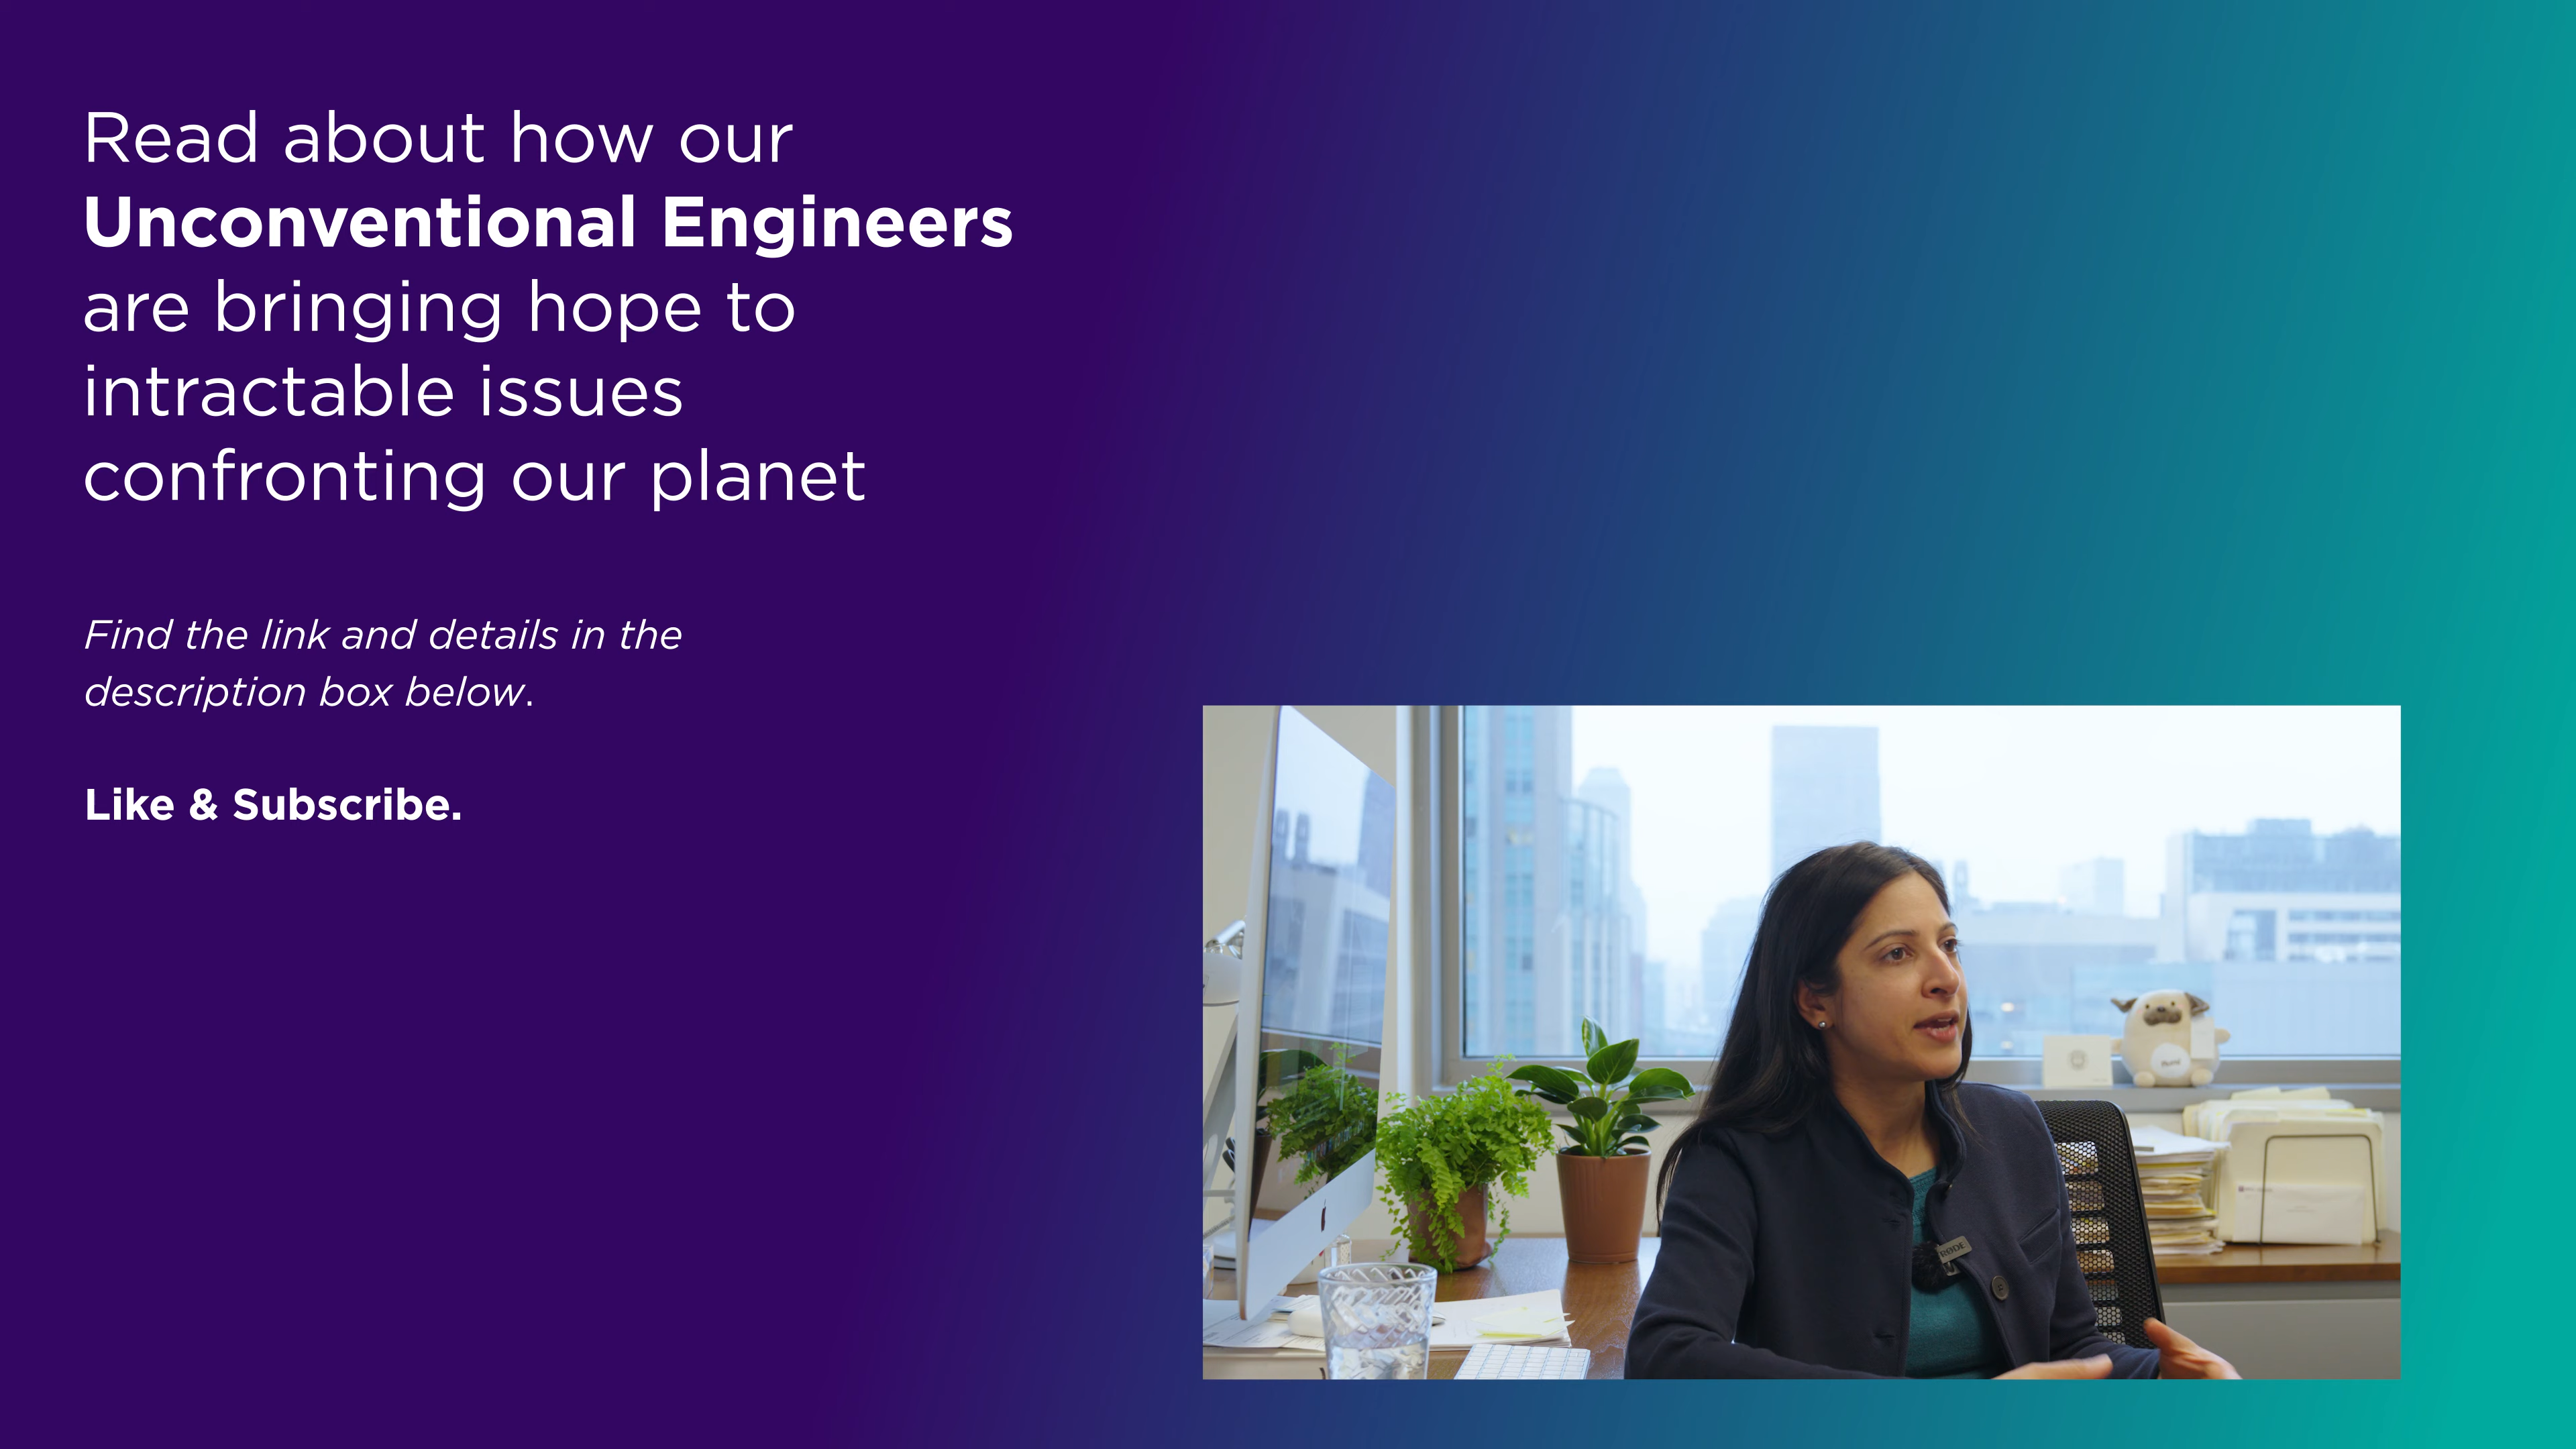 Read about how our
Unconventional Engineers
are bringing hope to
intractable issues
confronting our planet
Find the link and details in the
description box below.
Like & Subscribe.
RØDE